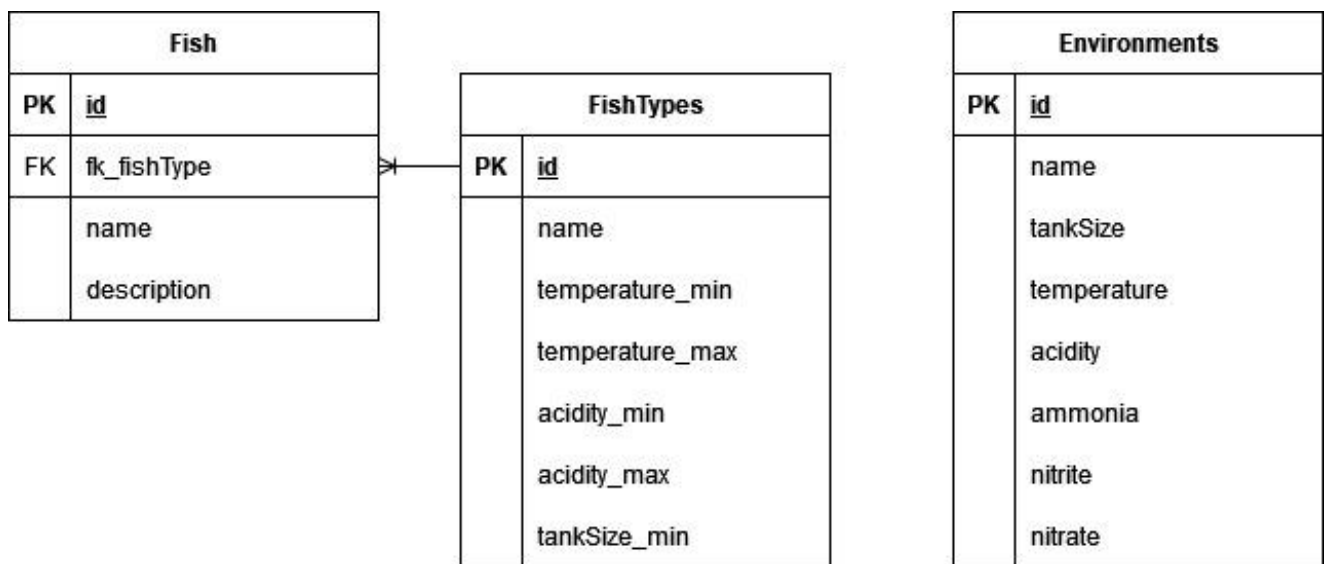 Fish
PK id
FK fk_fishType
name
description
FishTypes
PK id
name
temperature_min
temperature_max
acidity_min
acidity_max
tankSize_min
Environments
PK id
name
tankSize
temperature
acidity
ammonia
nitrite
nitrate